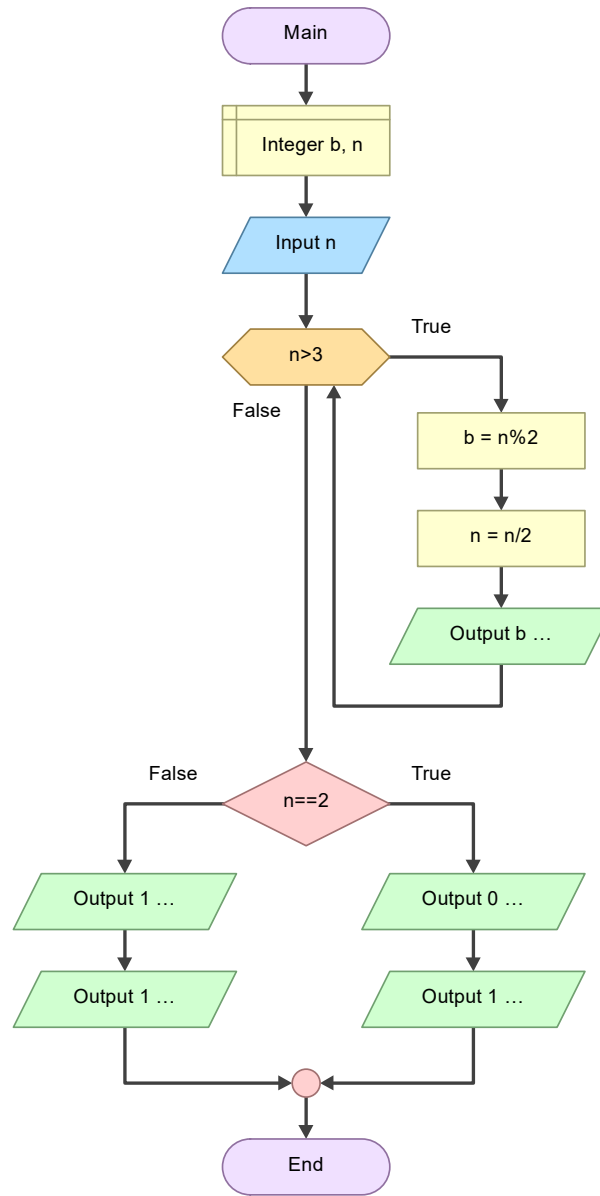 Main
Integer b, n
Input n
n>3
True
False
b = n%2
n = n/2
Output b …
n==2
False
True
Output 1 …
Output 0 …
Output 1 …
Output 1 …
End